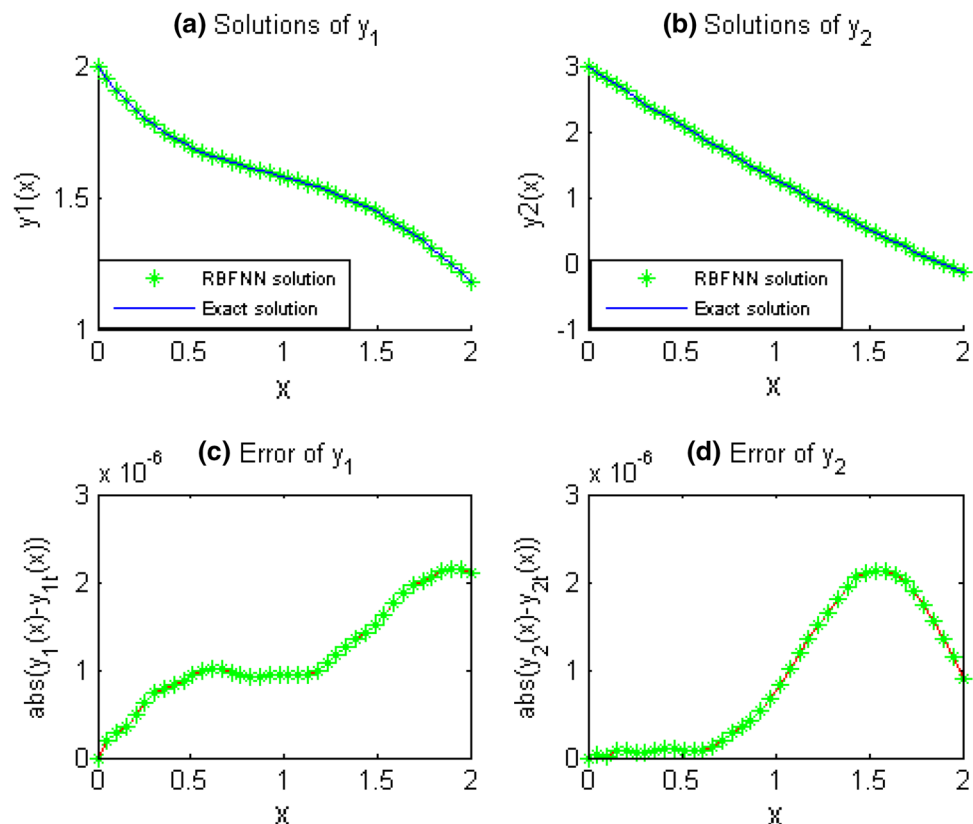 (a) Solutions of y1
2
1.5
1
y1(x)
RBFNN solution
Exact solution
0 0.5 1 1.5 2
X
(b) Solutions of y2
3
2
1
0
-1
y2(x)
RBFNN solution
Exact solution
0 0.5 1 1.5 2
X
(c) Error of y1
x 10-6
3
2
1
0
abs(y1(x)-y1t(x))
0 0.5 1 1.5 2
X
(d) Error of y2
x 10-6
3
2
1
0
abs(y2(x)-y2t(x))
0 0.5 1 1.5 2
X